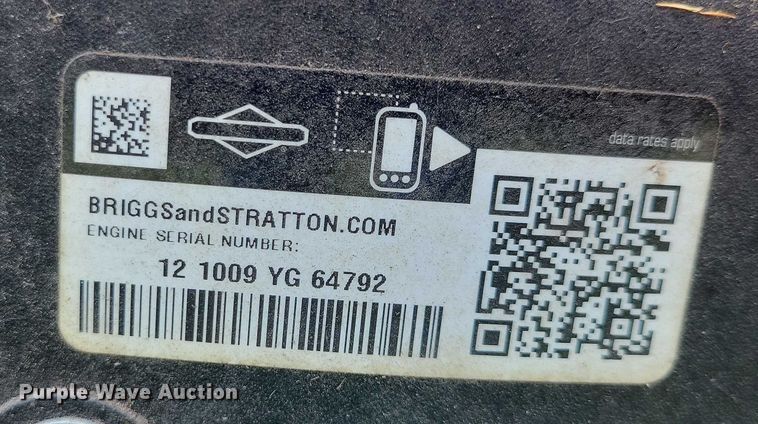 data rates apply
BRIGGSandSTRATTON.COM
ENGINE SERIAL NUMBER:
12 1009 YG 64792
Purple Wave Auction